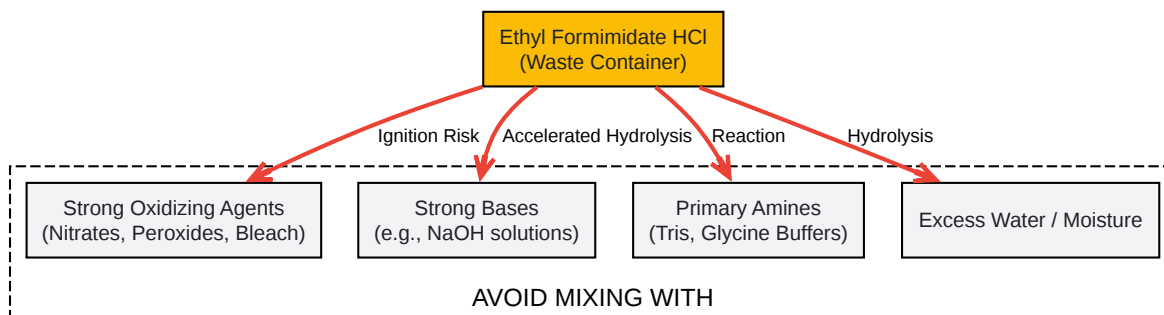 Ethyl Formimidate HCl
(Waste Container)
Ignition Risk
Accelerated Hydrolysis
Reaction
Hydrolysis
Strong Oxidizing Agents
(Nitrates, Peroxides, Bleach)
Strong Bases
(e.g., NaOH solutions)
Primary Amines
(Tris, Glycine Buffers)
Excess Water / Moisture
AVOID MIXING WITH